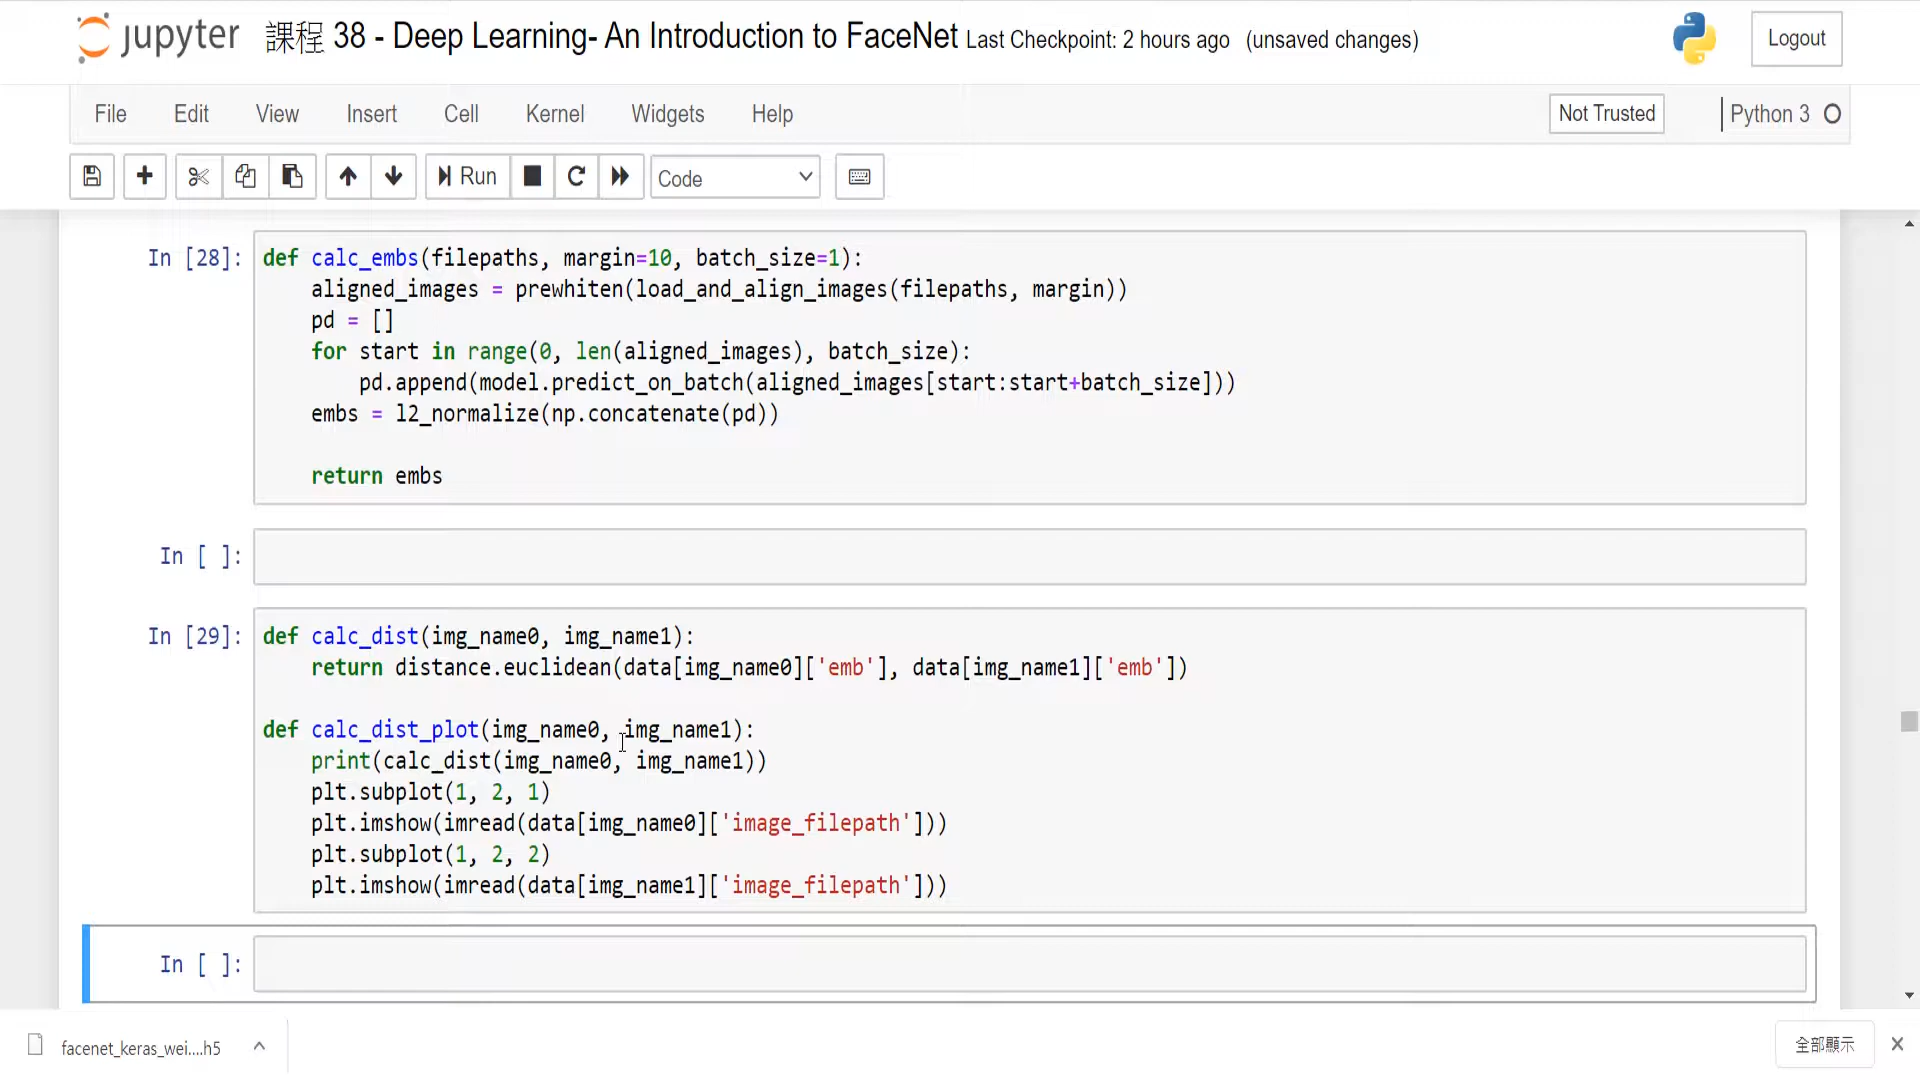 jupyter 課程 38 - Deep Learning- An Introduction to FaceNet Last Checkpoint: 2 hours ago (unsaved changes) Logout
File Edit View Insert Cell Kernel Widgets Help Not Trusted Python 3
Run Code
In [28]: def calc_embs(filepaths, margin=10, batch_size=1):
    aligned_images = prewhiten(load_and_align_images(filepaths, margin))
    pd = []
    for start in range(0, len(aligned_images), batch_size):
        pd.append(model.predict_on_batch(aligned_images[start:start+batch_size]))
    embs = l2_normalize(np.concatenate(pd))
    return embs
In [ ]:
In [29]: def calc_dist(img_name0, img_name1):
    return distance.euclidean(data[img_name0]['emb'], data[img_name1]['emb'])
def calc_dist_plot(img_name0, img_name1):
    print(calc_dist(img_name0, img_name1))
    plt.subplot(1, 2, 1)
    plt.imshow(imread(data[img_name0]['image_filepath']))
    plt.subplot(1, 2, 2)
    plt.imshow(imread(data[img_name1]['image_filepath']))
In [ ]:
facenet_keras_wei....h5 全部顯示